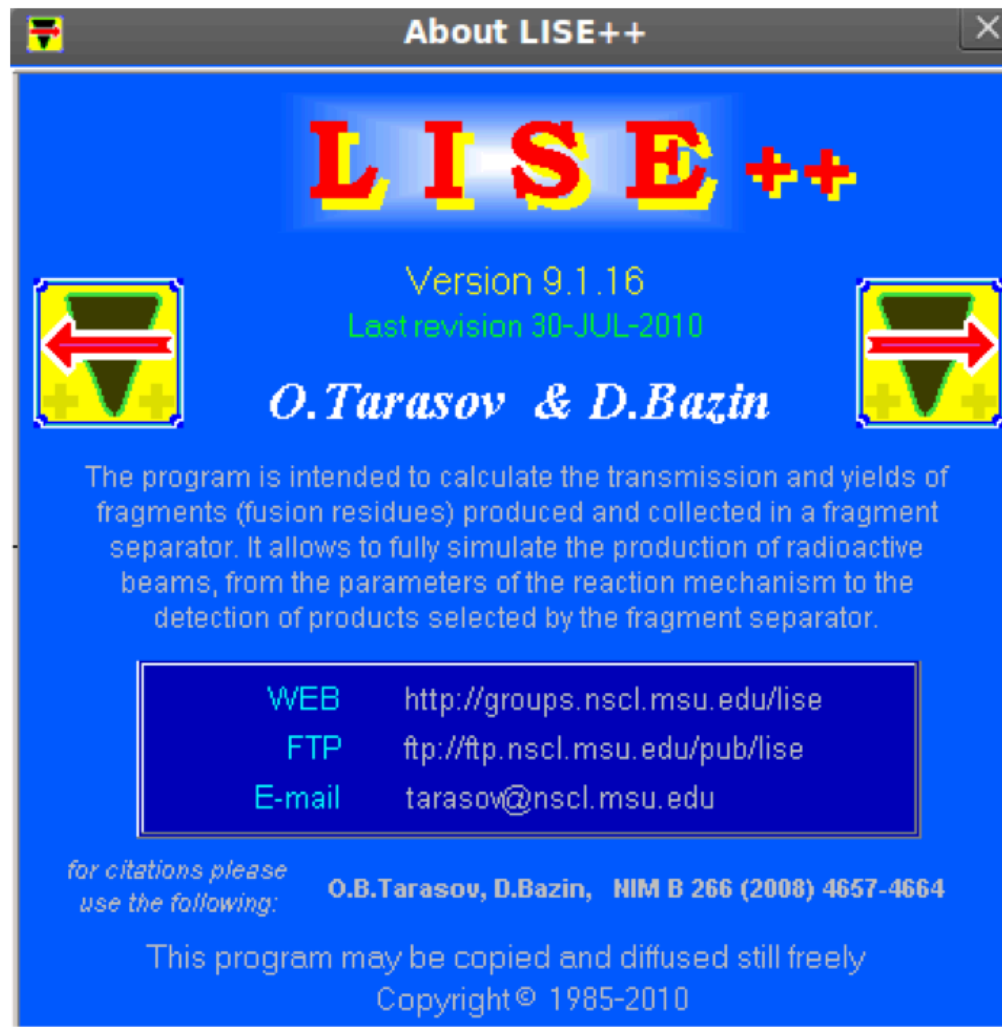 About LISE++
LISE++
Version 9.1.16
Last revision 30-JUL-2010
O.Tarasov & D.Bazin
The program is intended to calculate the transmission and yields of
fragments (fusion residues) produced and collected in a fragment
separator. It allows to fully simulate the production of radioactive
beams, from the parameters of the reaction mechanism to the
detection of products selected by the fragment separator.
WEB http://groups.nscl.msu.edu/lise
FTP ftp://ftp.nscl.msu.edu/pub/lise
E-mail tarasov@nscl.msu.edu
for citations please
use the following:
O.B.Tarasov, D.Bazin, NIM B 266 (2008) 4657-4664
This program may be copied and diffused still freely
Copyright© 1985-2010